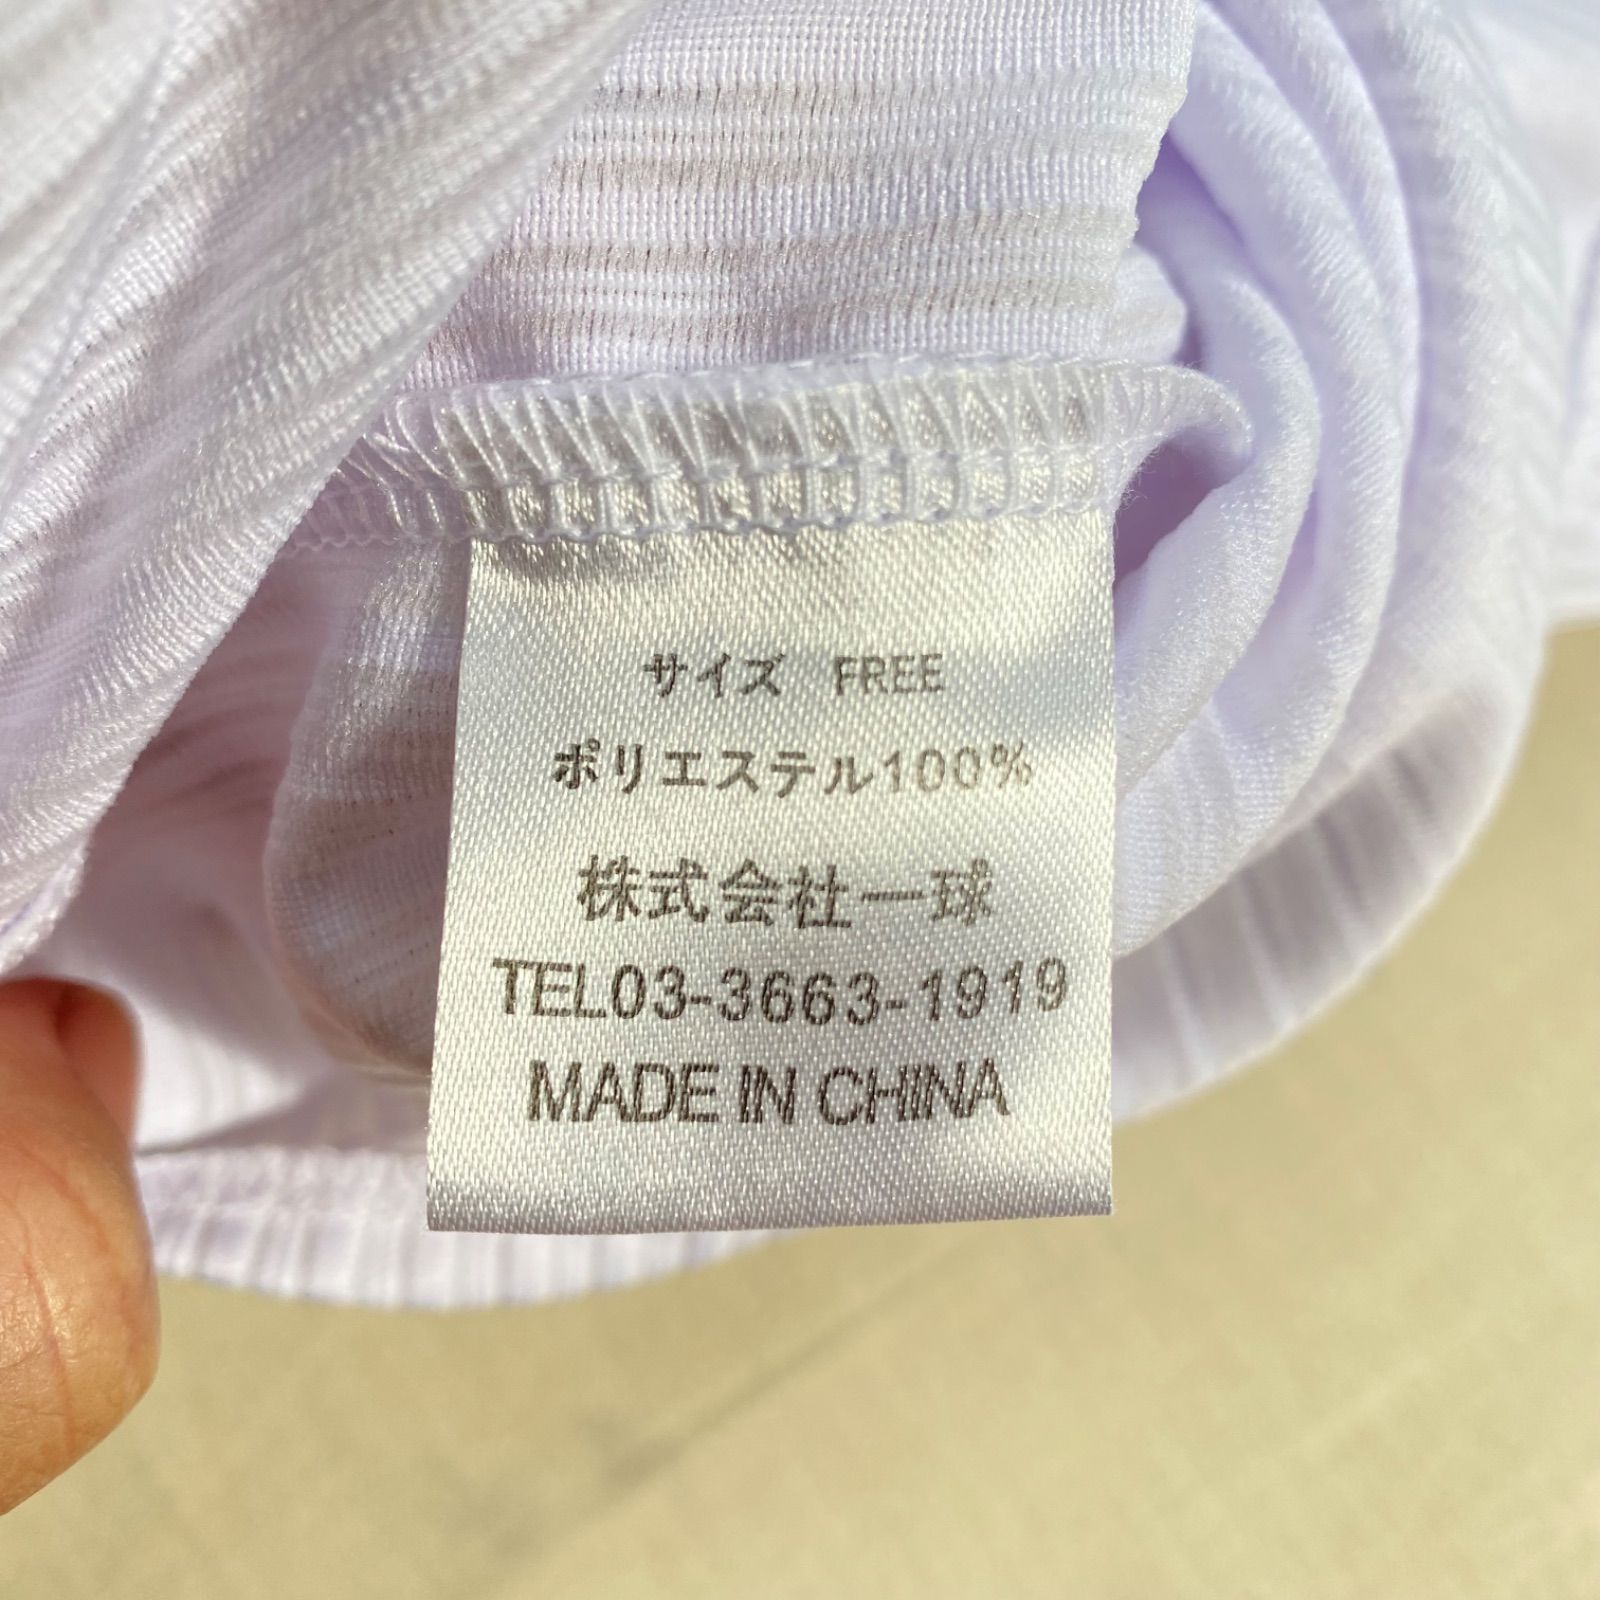 サイズ　FREE
ポリエステル100%
株式会社一球
TEL03-3663-1919
MADE IN CHINA